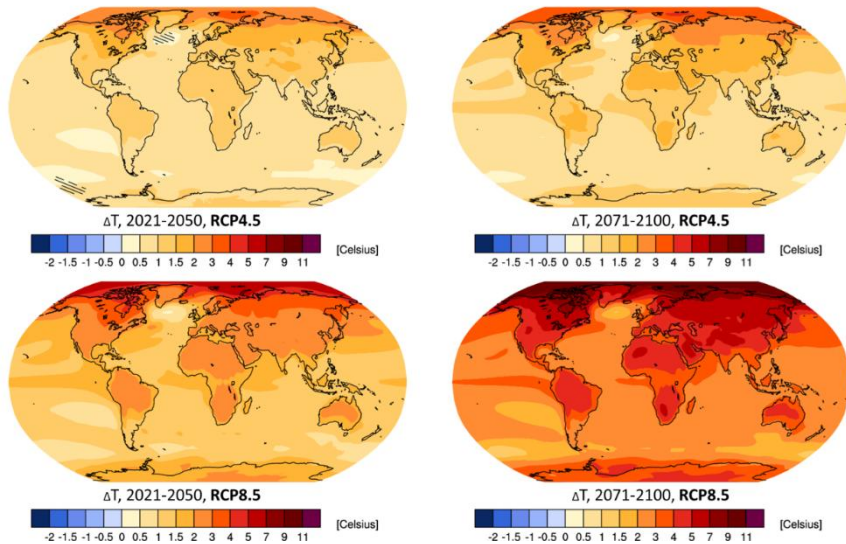 ΔT, 2021-2050, RCP4.5
[Celsius]
-2 -1.5 -1 -0.5 0 0.5 1 1.5 2 3 4 5 7 9 11
ΔT, 2071-2100, RCP4.5
[Celsius]
-2 -1.5 -1 -0.5 0 0.5 1 1.5 2 3 4 5 7 9 11
ΔT, 2021-2050, RCP8.5
[Celsius]
-2 -1.5 -1 -0.5 0 0.5 1 1.5 2 3 4 5 7 9 11
ΔT, 2071-2100, RCP8.5
[Celsius]
-2 -1.5 -1 -0.5 0 0.5 1 1.5 2 3 4 5 7 9 11